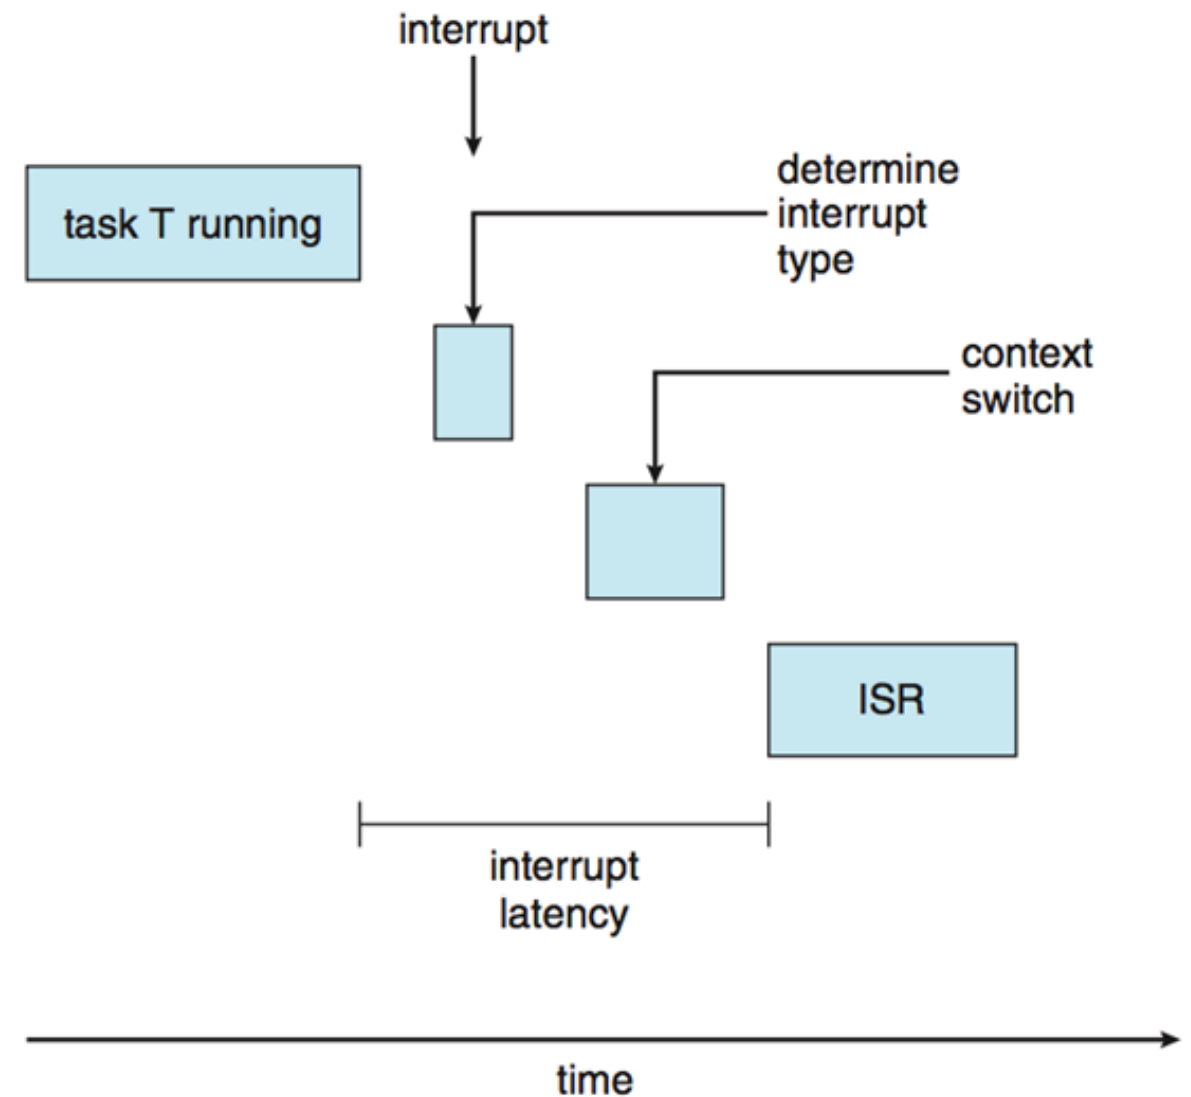 interrupt
task T running
determine
interrupt
type
context
switch
ISR
interrupt
latency
time